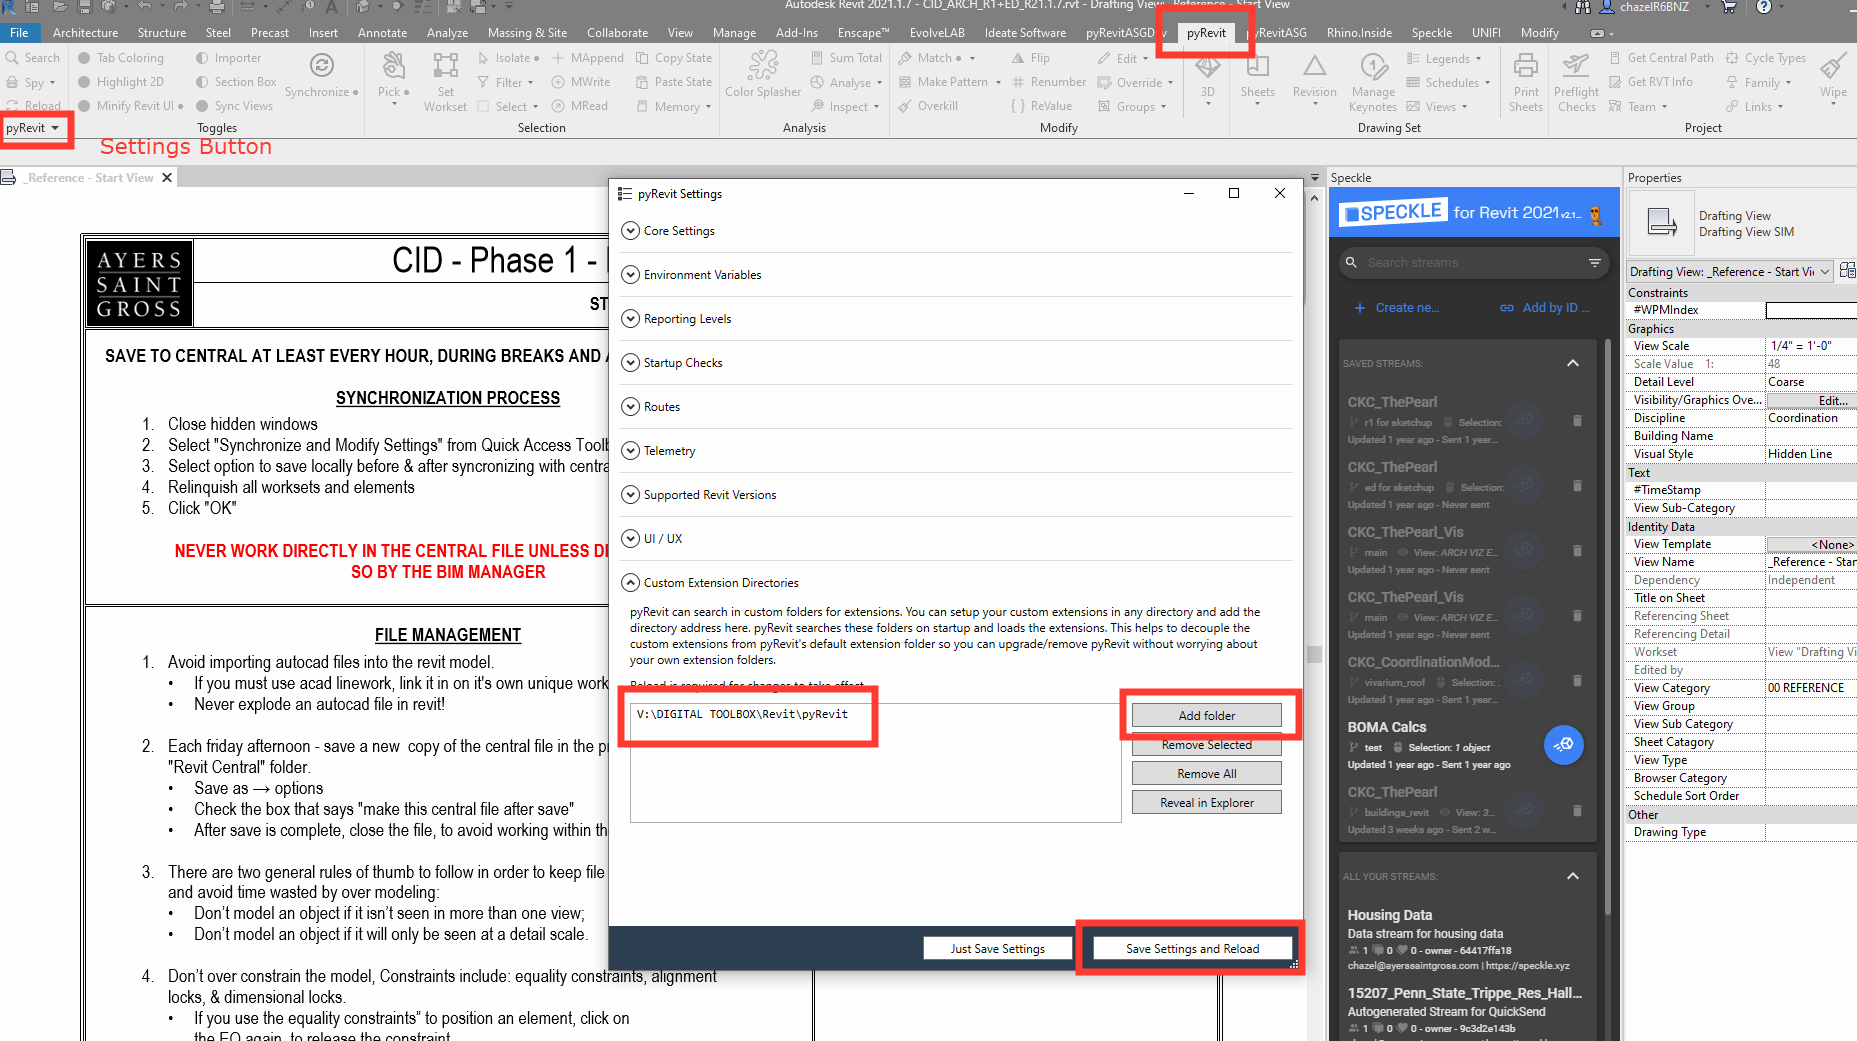 Autodesk Revit 2021.1.7 - CID_ARCH_R1+ED_R21.1.7.rvt - Drafting View: _Reference - Start View
chazelR6BNZ
File Architecture Structure Steel Precast Insert Annotate Analyze Massing & Site Collaborate View Manage Add-Ins Enscape™ EvolveLAB Ideate Software pyRevitASGDev pyRevit pyRevitASG Rhino.Inside Speckle UNIFI Modify
Search Tab Coloring Importer Isolate MAppend Copy State Sum Total Match Flip Edit Legends Get Central Path Cycle Types
Spy Highlight 2D Section Box Filter MWrite Paste State Analyse Make Pattern Renumber Override Schedules Get RVT Info Family
Reload Minify Revit UI Sync Views Select MRead Memory Inspect Overkill ReValue Groups Views Team Links
Synchronize Pick Set Workset Color Splasher 3D Sheets Revision Manage Keynotes Print Sheets Preflight Checks Wipe
pyRevit Toggles Selection Analysis Modify Drawing Set Project
Settings Button
_Reference - Start View
AYERS
SAINT
GROSS
CID - Phase 1 -
ST
SAVE TO CENTRAL AT LEAST EVERY HOUR, DURING BREAKS AND
SYNCHRONIZATION PROCESS
1. Close hidden windows
2. Select "Synchronize and Modify Settings" from Quick Access Toolb
3. Select option to save locally before & after syncronizing with centra
4. Relinquish all worksets and elements
5. Click "OK"
NEVER WORK DIRECTLY IN THE CENTRAL FILE UNLESS DI
SO BY THE BIM MANAGER
FILE MANAGEMENT
1. Avoid importing autocad files into the revit model.
• If you must use acad linework, link it in on it's own unique work
• Never explode an autocad file in revit!
2. Each friday afternoon - save a new copy of the central file in the p
"Revit Central" folder.
• Save as → options
• Check the box that says "make this central file after save"
• After save is complete, close the file, to avoid working within th
3. There are two general rules of thumb to follow in order to keep file
and avoid time wasted by over modeling:
• Don't model an object if it isn't seen in more than one view;
• Don't model an object if it will only be seen at a detail scale.
4. Don't over constrain the model, Constraints include: equality constraints, alignment
locks, & dimensional locks.
• If you use the equality constraints" to position an element, click on
the EQ again, to release the constraint
pyRevit Settings
Core Settings
Environment Variables
Reporting Levels
Startup Checks
Routes
Telemetry
Supported Revit Versions
UI / UX
Custom Extension Directories
pyRevit can search in custom folders for extensions. You can setup your custom extensions in any directory and add the
directory address here. pyRevit searches these folders on startup and loads the extensions. This helps to decouple the
custom extensions from pyRevit's default extension folder so you can upgrade/remove pyRevit without worrying about
your own extension folders.
Reload is required for changes to take effect
V:\DIGITAL TOOLBOX\Revit\pyRevit
Add folder
Remove Selected
Remove All
Reveal in Explorer
Just Save Settings
Save Settings and Reload
Speckle
SPECKLE for Revit 2021 v2.1...
Search streams
Create ne... Add by ID ...
SAVED STREAMS:
CKC_ThePearl
r1 for sketchup Selection:
Updated 1 year ago - Sent 1 year...
CKC_ThePearl
ed for sketchup Selection:
Updated 1 year ago - Never sent
CKC_ThePearl_Vis
main View: ARCH VIZ E...
Updated 1 year ago - Never sent
CKC_ThePearl_Vis
main View: ARCH VIZ E...
Updated 1 year ago - Never sent
CKC_CoordinationMod...
vivarium_roof Selection: .
Updated 1 year ago - Sent 1 year...
BOMA Calcs
test Selection: 1 object
Updated 1 year ago - Sent 1 year ago
CKC_ThePearl
buildings_revit View: 3...
Updated 3 weeks ago - Sent 2 w...
ALL YOUR STREAMS:
Housing Data
Data stream for housing data
1 0 0 - owner - 64417ffa18
chazel@ayerssaintgross.com | https://speckle.xyz
15207_Penn_State_Trippe_Res_Hall...
Autogenerated Stream for QuickSend
1 0 0 - owner - 9c3d2e143b
Properties
Drafting View
Drafting View SIM
Drafting View: _Reference - Start Vi
Constraints
#WPMIndex
Graphics
View Scale 1/4" = 1'-0"
Scale Value 1: 48
Detail Level Coarse
Visibility/Graphics Ove... Edit...
Discipline Coordination
Building Name
Visual Style Hidden Line
Text
#TimeStamp
View Sub-Category
Identity Data
View Template <None>
View Name _Reference - Star
Dependency Independent
Title on Sheet
Referencing Sheet
Referencing Detail
Workset View "Drafting Vi
Edited by
View Category 00 REFERENCE
View Group
View Sub Category
Sheet Catagory
View Type
Browser Category
Schedule Sort Order
Other
Drawing Type